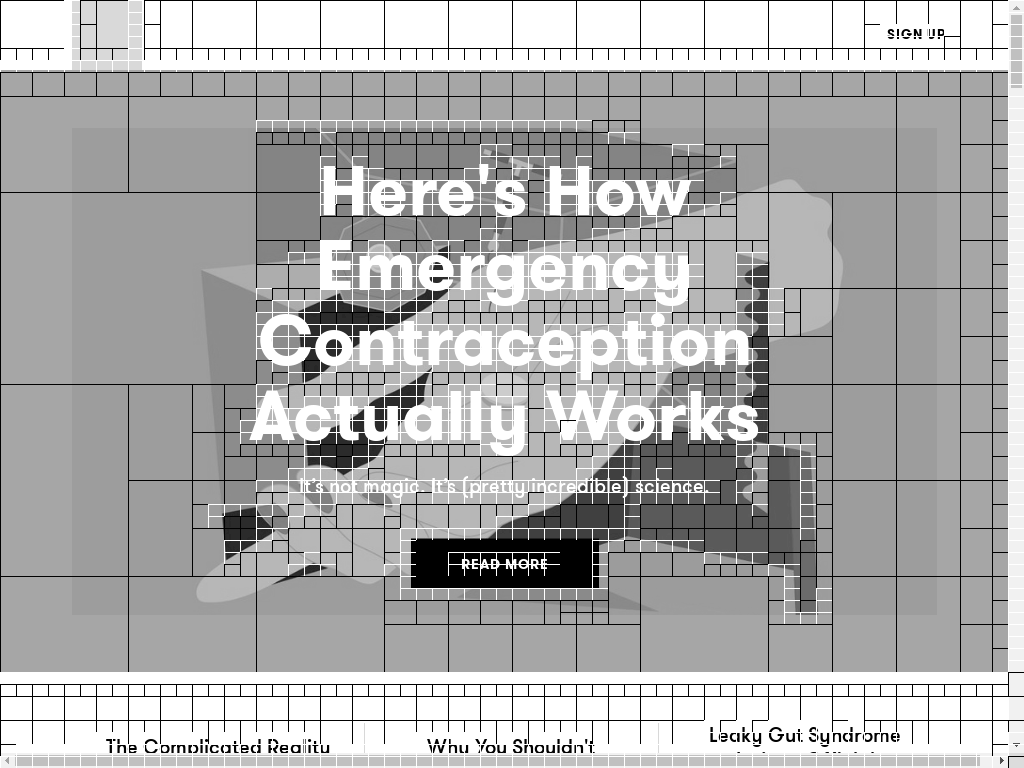 SIGN UP
Here's How
Emergency
Contraception
Actually Works
It's not magic. It's (pretty incredible) science.
READ MORE
The Complicated Reality
Why You Shouldn't
Leaky Gut Syndrome